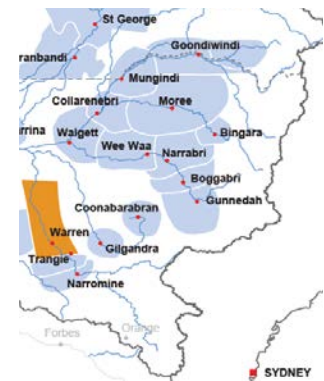 St George
Goondiwindi
ranbandi
Mungindi
Collarenebri
Moree
rrina
Walgett
Wee Waa
Bingara
Narrabri
Boggabri
Coonabarabran
Gunnedah
Warren
Gilgandra
Trangie
Narromine
Forbes
Orange
SYDNEY